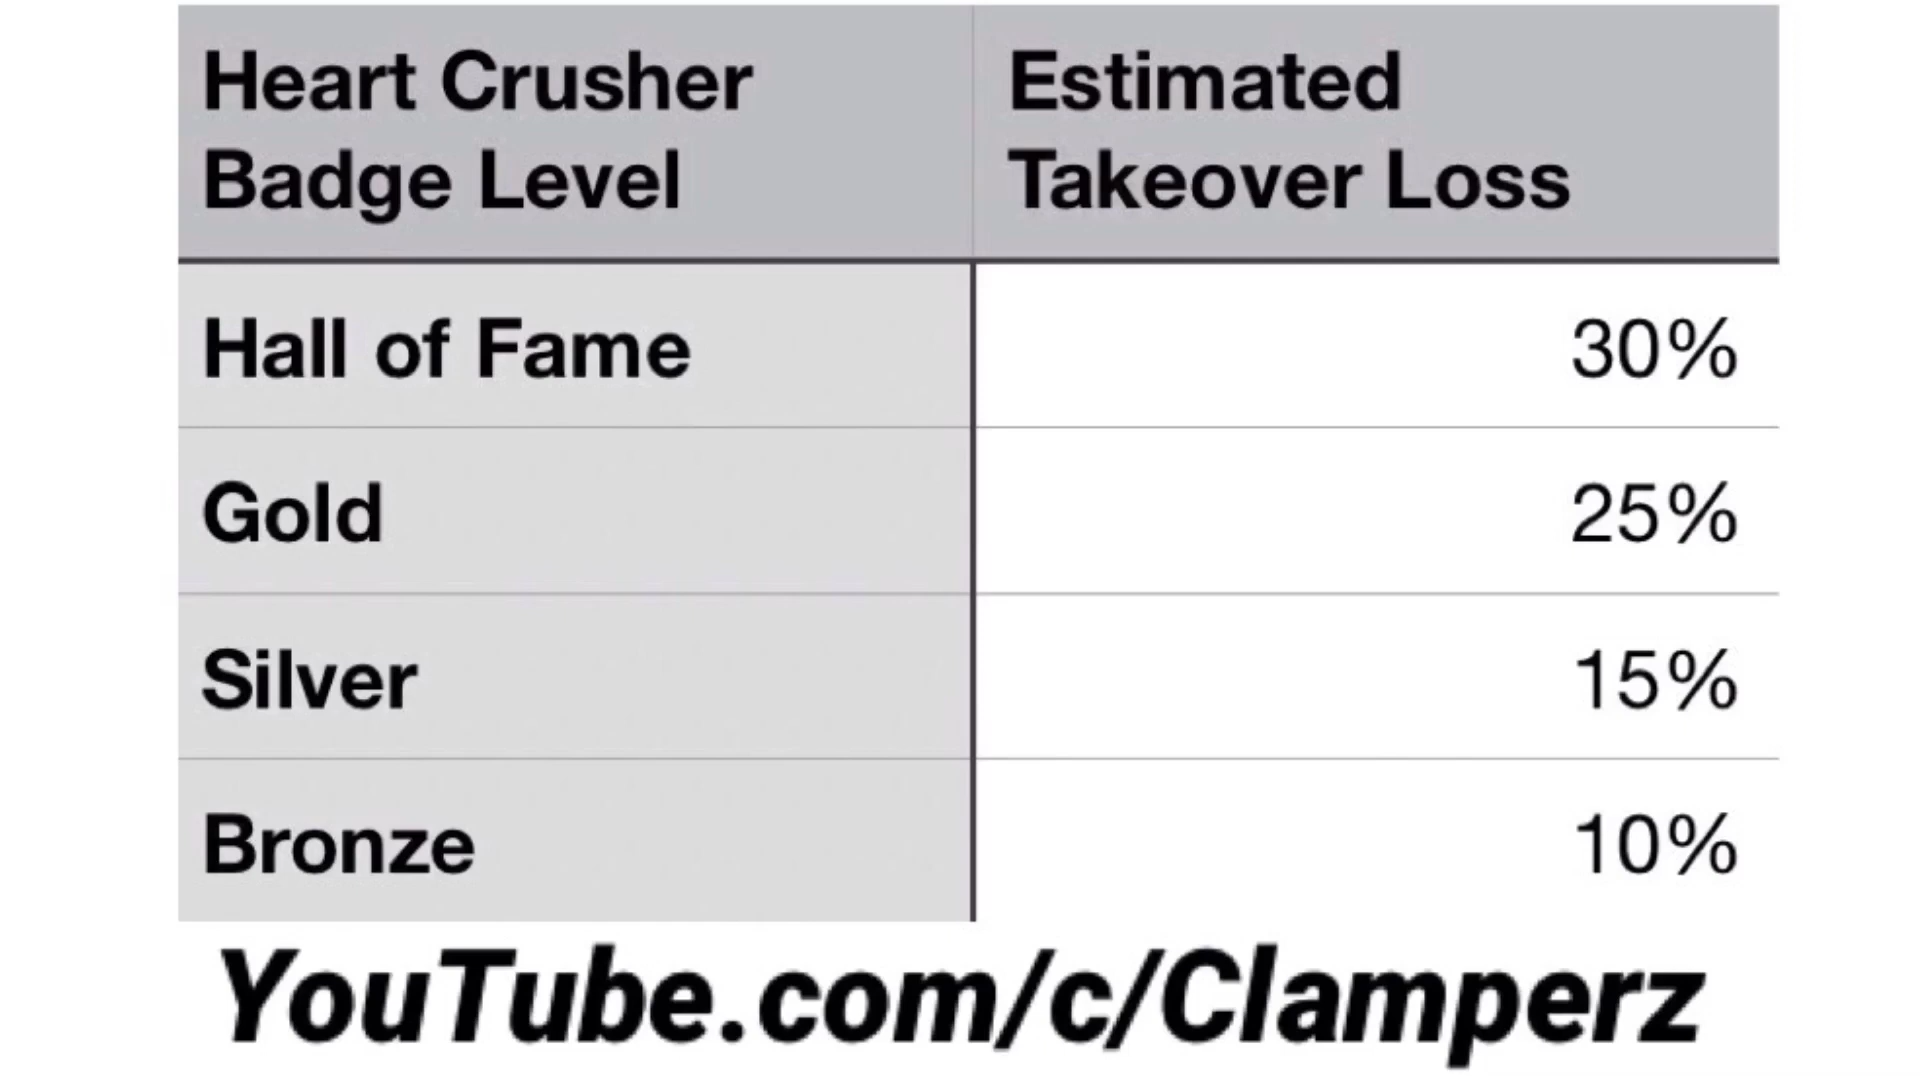 Heart Crusher Badge Level
Estimated Takeover Loss
Hall of Fame 30%
Gold 25%
Silver 15%
Bronze 10%
YouTube.com/c/Clamperz